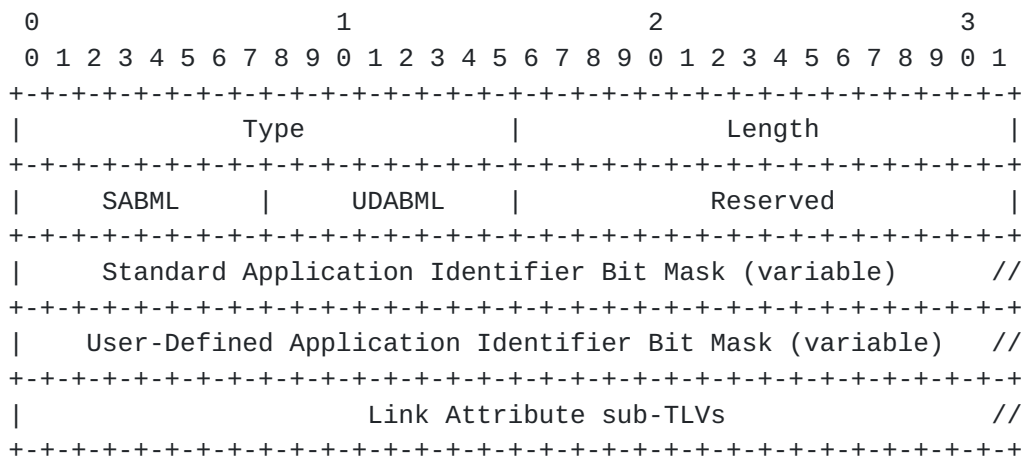 0                   1                   2                   3
 0 1 2 3 4 5 6 7 8 9 0 1 2 3 4 5 6 7 8 9 0 1 2 3 4 5 6 7 8 9 0 1
+-+-+-+-+-+-+-+-+-+-+-+-+-+-+-+-+-+-+-+-+-+-+-+-+-+-+-+-+-+-+-+-+
|              Type             |             Length            |
+-+-+-+-+-+-+-+-+-+-+-+-+-+-+-+-+-+-+-+-+-+-+-+-+-+-+-+-+-+-+-+-+
|     SABML     |     UDABML    |            Reserved           |
+-+-+-+-+-+-+-+-+-+-+-+-+-+-+-+-+-+-+-+-+-+-+-+-+-+-+-+-+-+-+-+-+
|     Standard Application Identifier Bit Mask (variable)      //
+-+-+-+-+-+-+-+-+-+-+-+-+-+-+-+-+-+-+-+-+-+-+-+-+-+-+-+-+-+-+-+-+
|    User-Defined Application Identifier Bit Mask (variable)   //
+-+-+-+-+-+-+-+-+-+-+-+-+-+-+-+-+-+-+-+-+-+-+-+-+-+-+-+-+-+-+-+-+
|                      Link Attribute sub-TLVs                 //
+-+-+-+-+-+-+-+-+-+-+-+-+-+-+-+-+-+-+-+-+-+-+-+-+-+-+-+-+-+-+-+-+